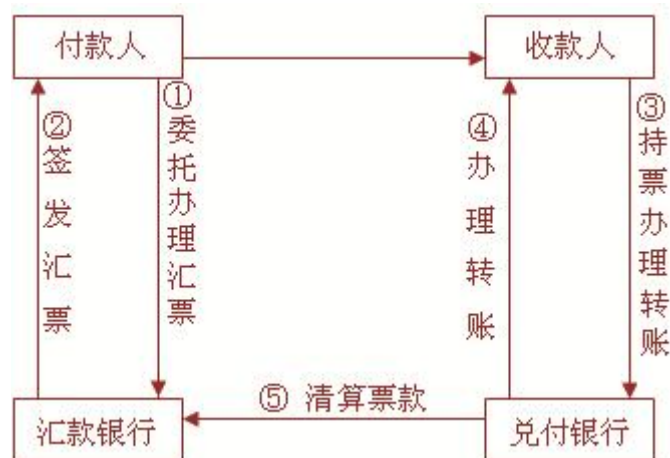 付款人
收款人
①委托办理汇票
②签发汇票
④办理转账
③持票办理转账
⑤ 清算票款
汇款银行
兑付银行